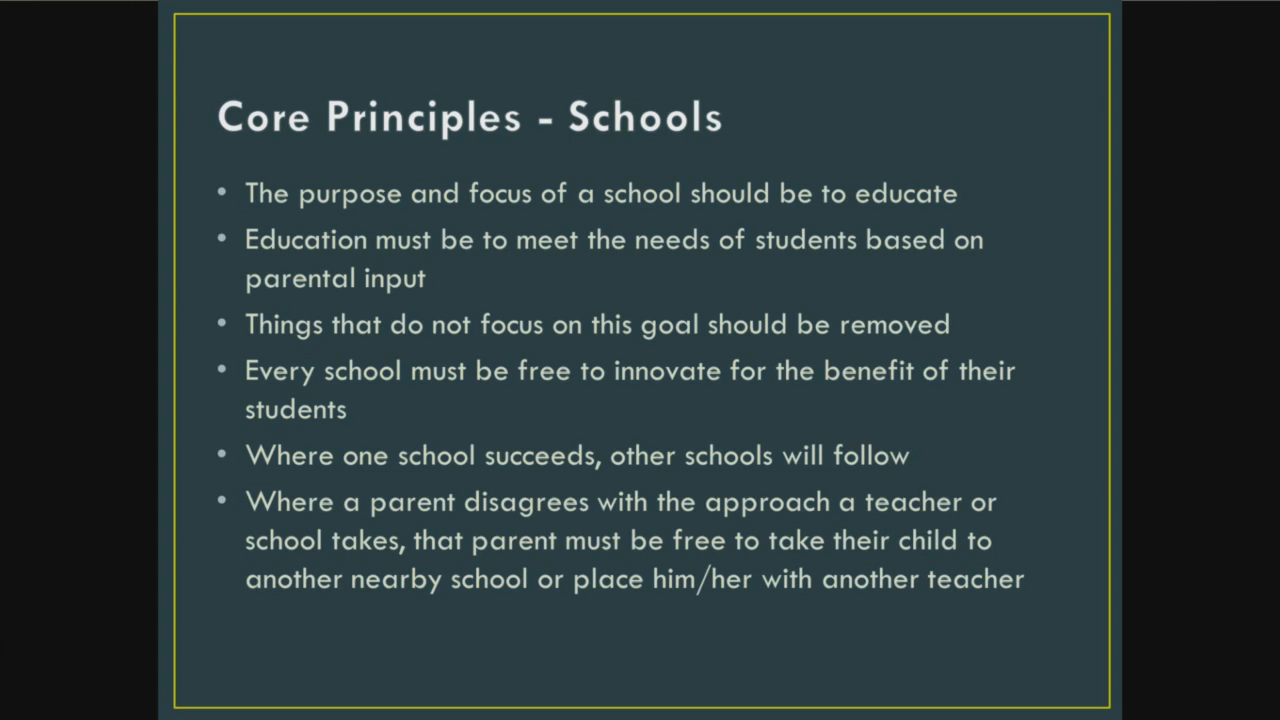 Core Principles - Schools
• The purpose and focus of a school should be to educate
• Education must be to meet the needs of students based on
parental input
• Things that do not focus on this goal should be removed
• Every school must be free to innovate for the benefit of their
students
• Where one school succeeds, other schools will follow
• Where a parent disagrees with the approach a teacher or
school takes, that parent must be free to take their child to
another nearby school or place him/her with another teacher